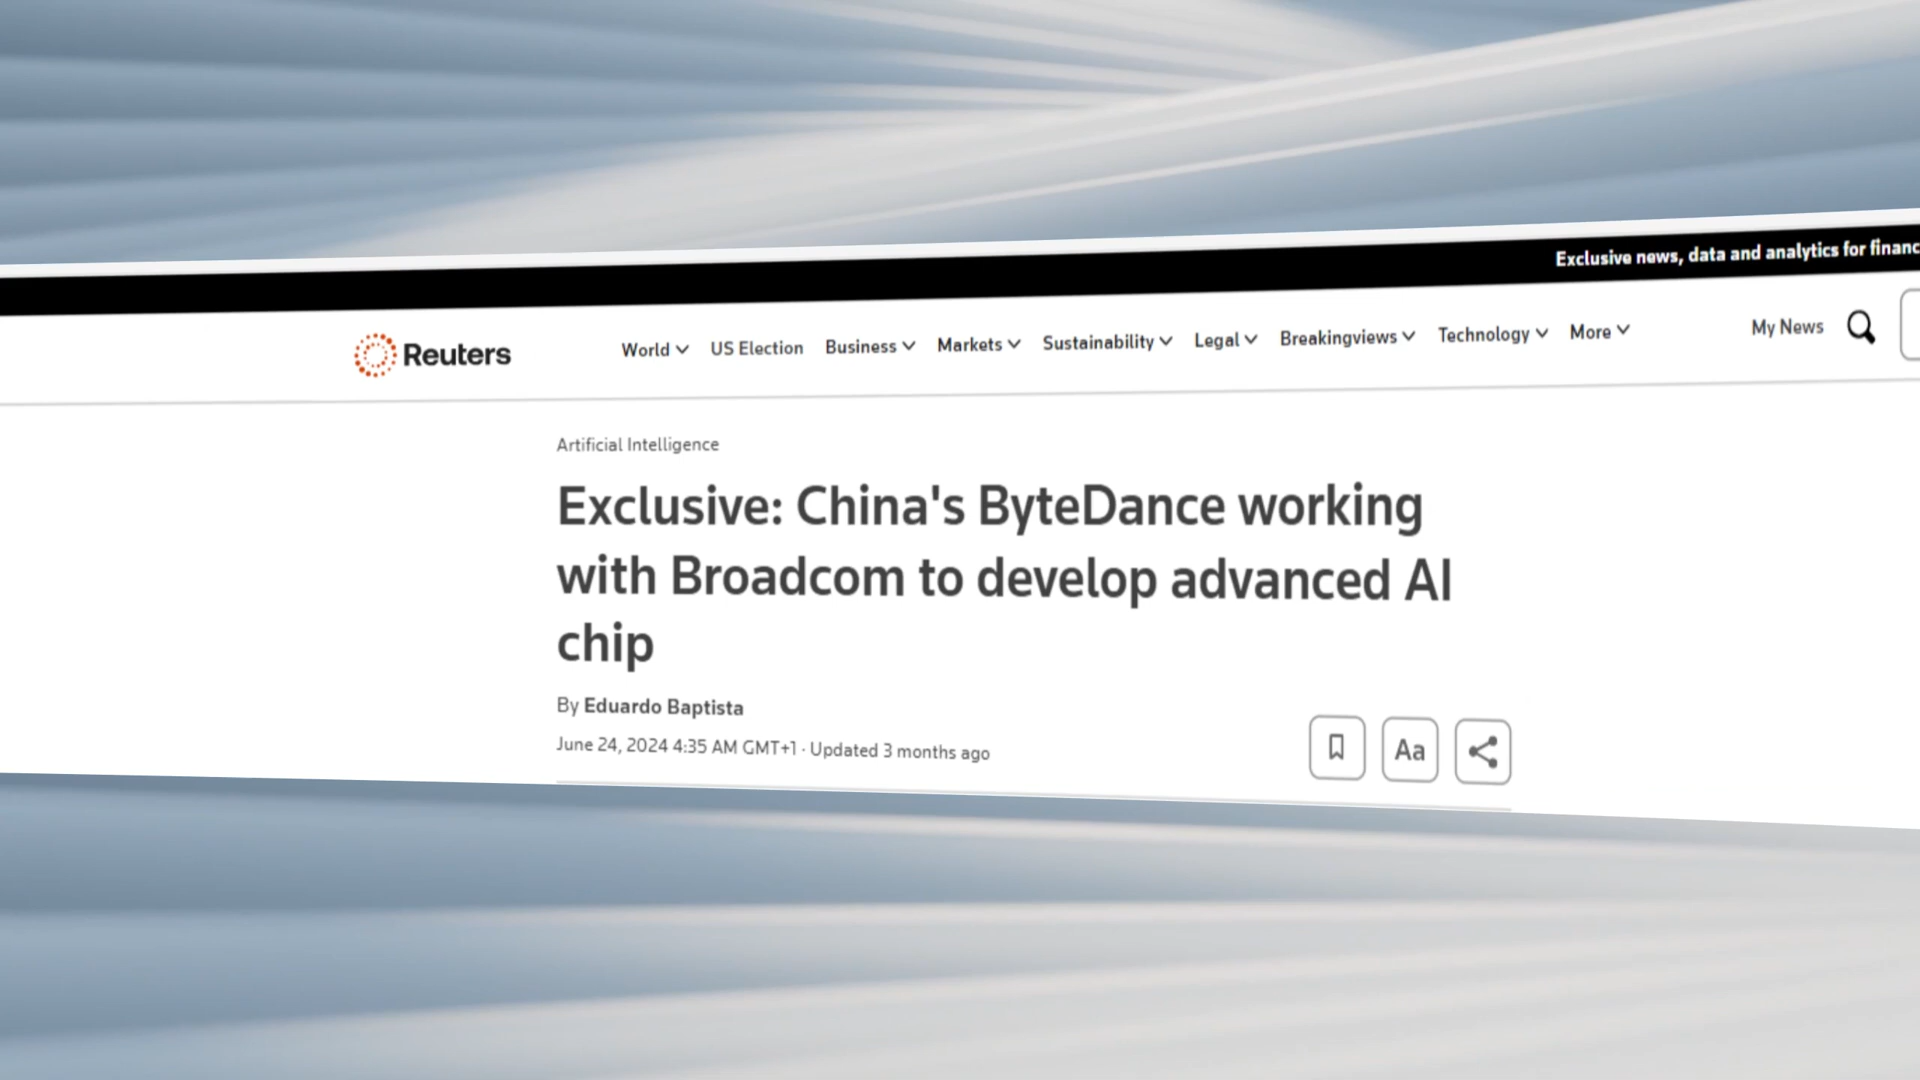 Exclusive news, data and analytics for financ
Reuters World US Election Business Markets Sustainability Legal Breakingviews Technology More My News
Artificial Intelligence
Exclusive: China's ByteDance working
with Broadcom to develop advanced AI
chip
By Eduardo Baptista
June 24, 2024 4:35 AM GMT+1 · Updated 3 months ago
Aa